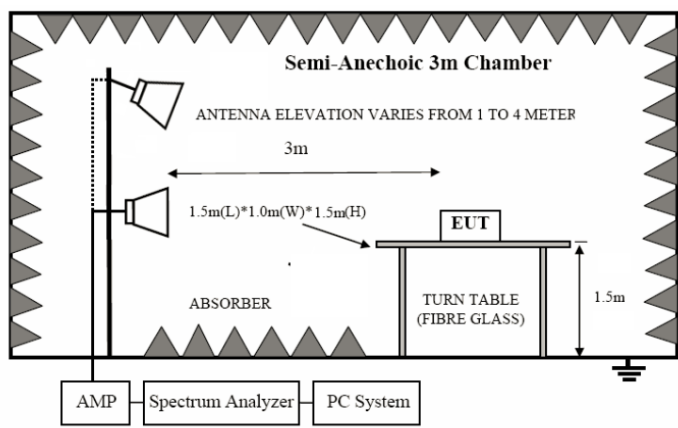 Semi-Anechoic 3m Chamber
ANTENNA ELEVATION VARIES FROM 1 TO 4 METER
3m
1.5m(L)*1.0m(W)*1.5m(H)
EUT
ABSORBER
TURN TABLE
(FIBRE GLASS)
1.5m
AMP
Spectrum Analyzer
PC System